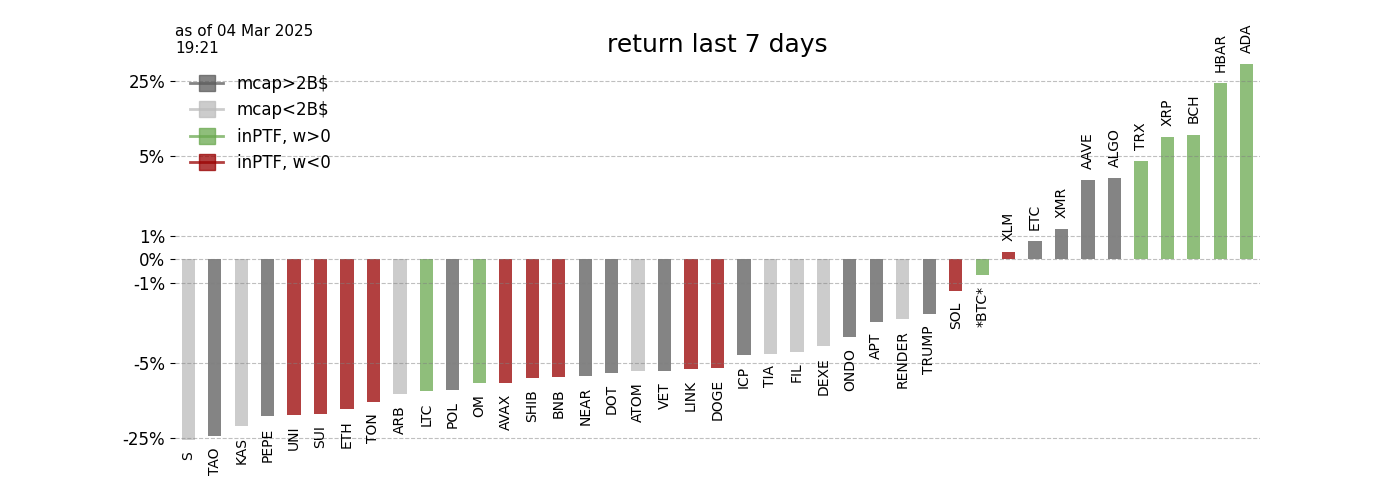 as of 04 Mar 2025
19:21
return last 7 days
mcap>2B$
mcap<2B$
inPTF, w>0
inPTF, w<0
25%
5%
1%
0%
-1%
-5%
-25%
S
TAO
KAS
PEPE
UNI
SUI
ETH
TON
ARB
LTC
POL
OM
AVAX
SHIB
BNB
NEAR
DOT
ATOM
VET
LINK
DOGE
ICP
TIA
FIL
DEXE
ONDO
APT
RENDER
TRUMP
SOL
*BTC*
XLM
ETC
XMR
AAVE
ALGO
TRX
XRP
BCH
HBAR
ADA